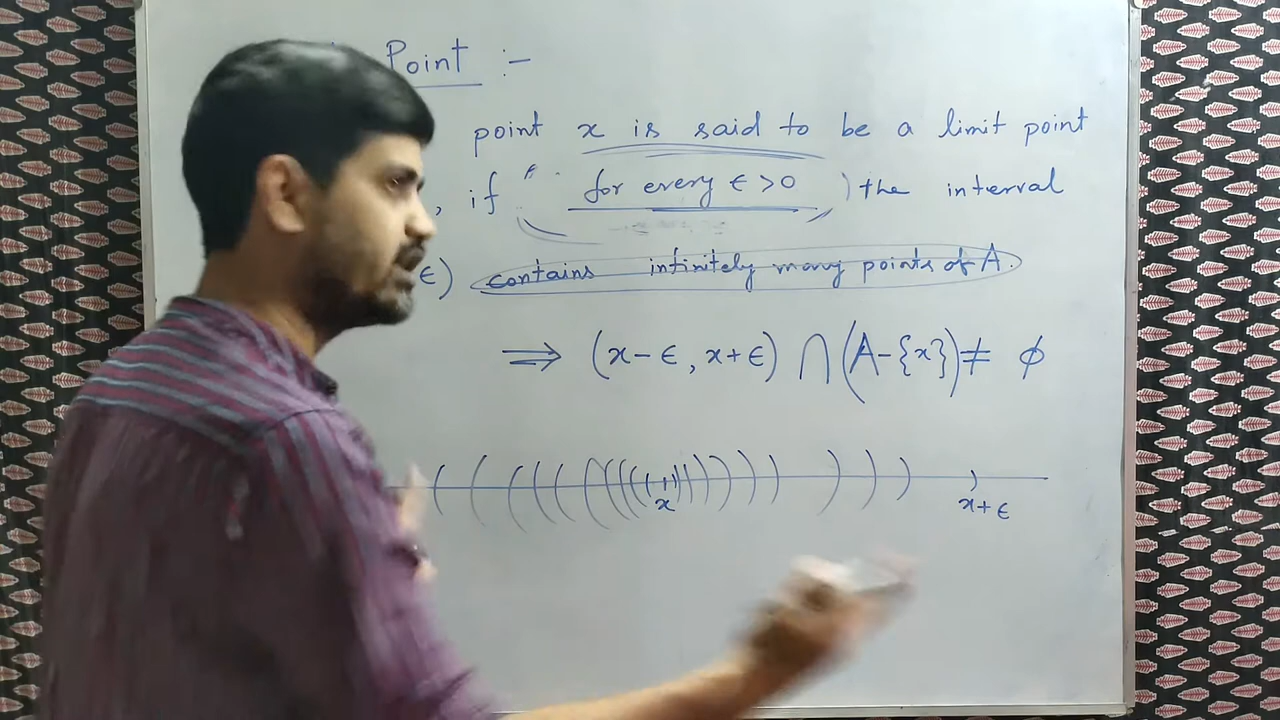 Point :-
point x is said to be a limit point
, if for every ϵ > 0 ) the interval
ϵ) contains infinitely many points of A.
⇒ (x-ϵ, x+ϵ) ∩ (A-{x}) ≠ ϕ
x
x+ϵ